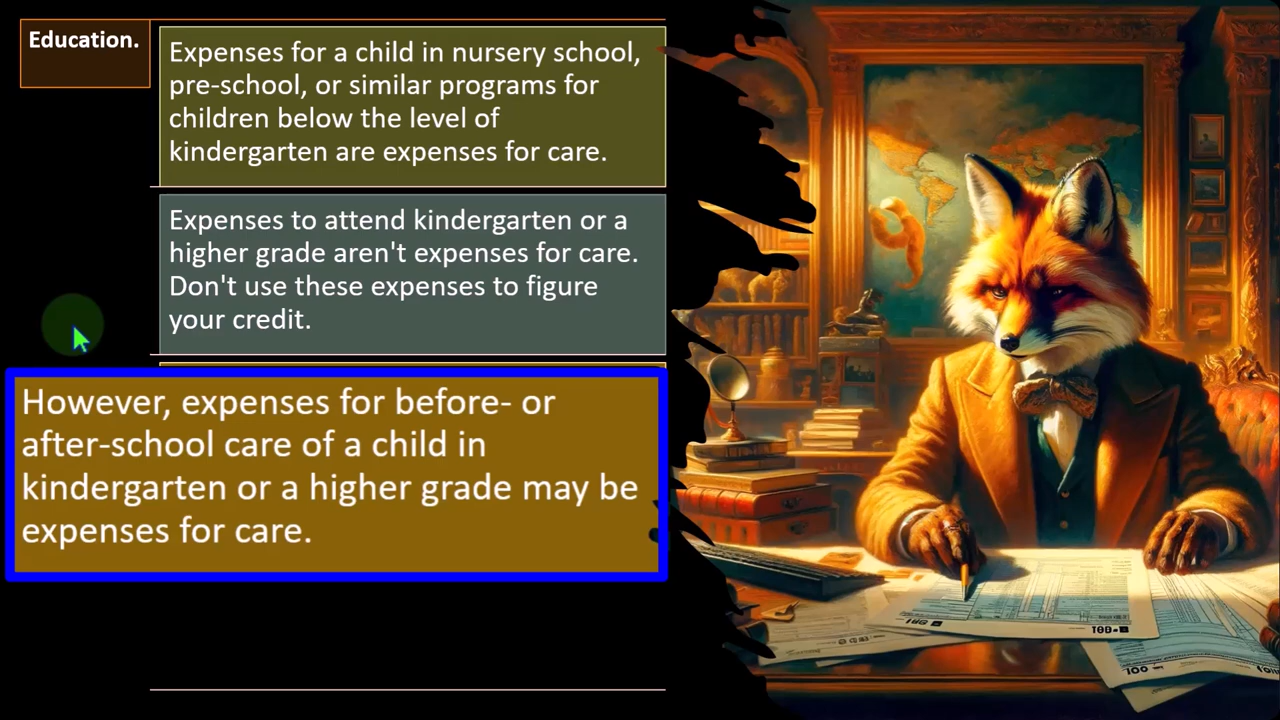 Education.
Expenses for a child in nursery school,
pre-school, or similar programs for
children below the level of
kindergarten are expenses for care.
Expenses to attend kindergarten or a
higher grade aren't expenses for care.
Don't use these expenses to figure
your credit.
However, expenses for before- or
after-school care of a child in
kindergarten or a higher grade may be
expenses for care.